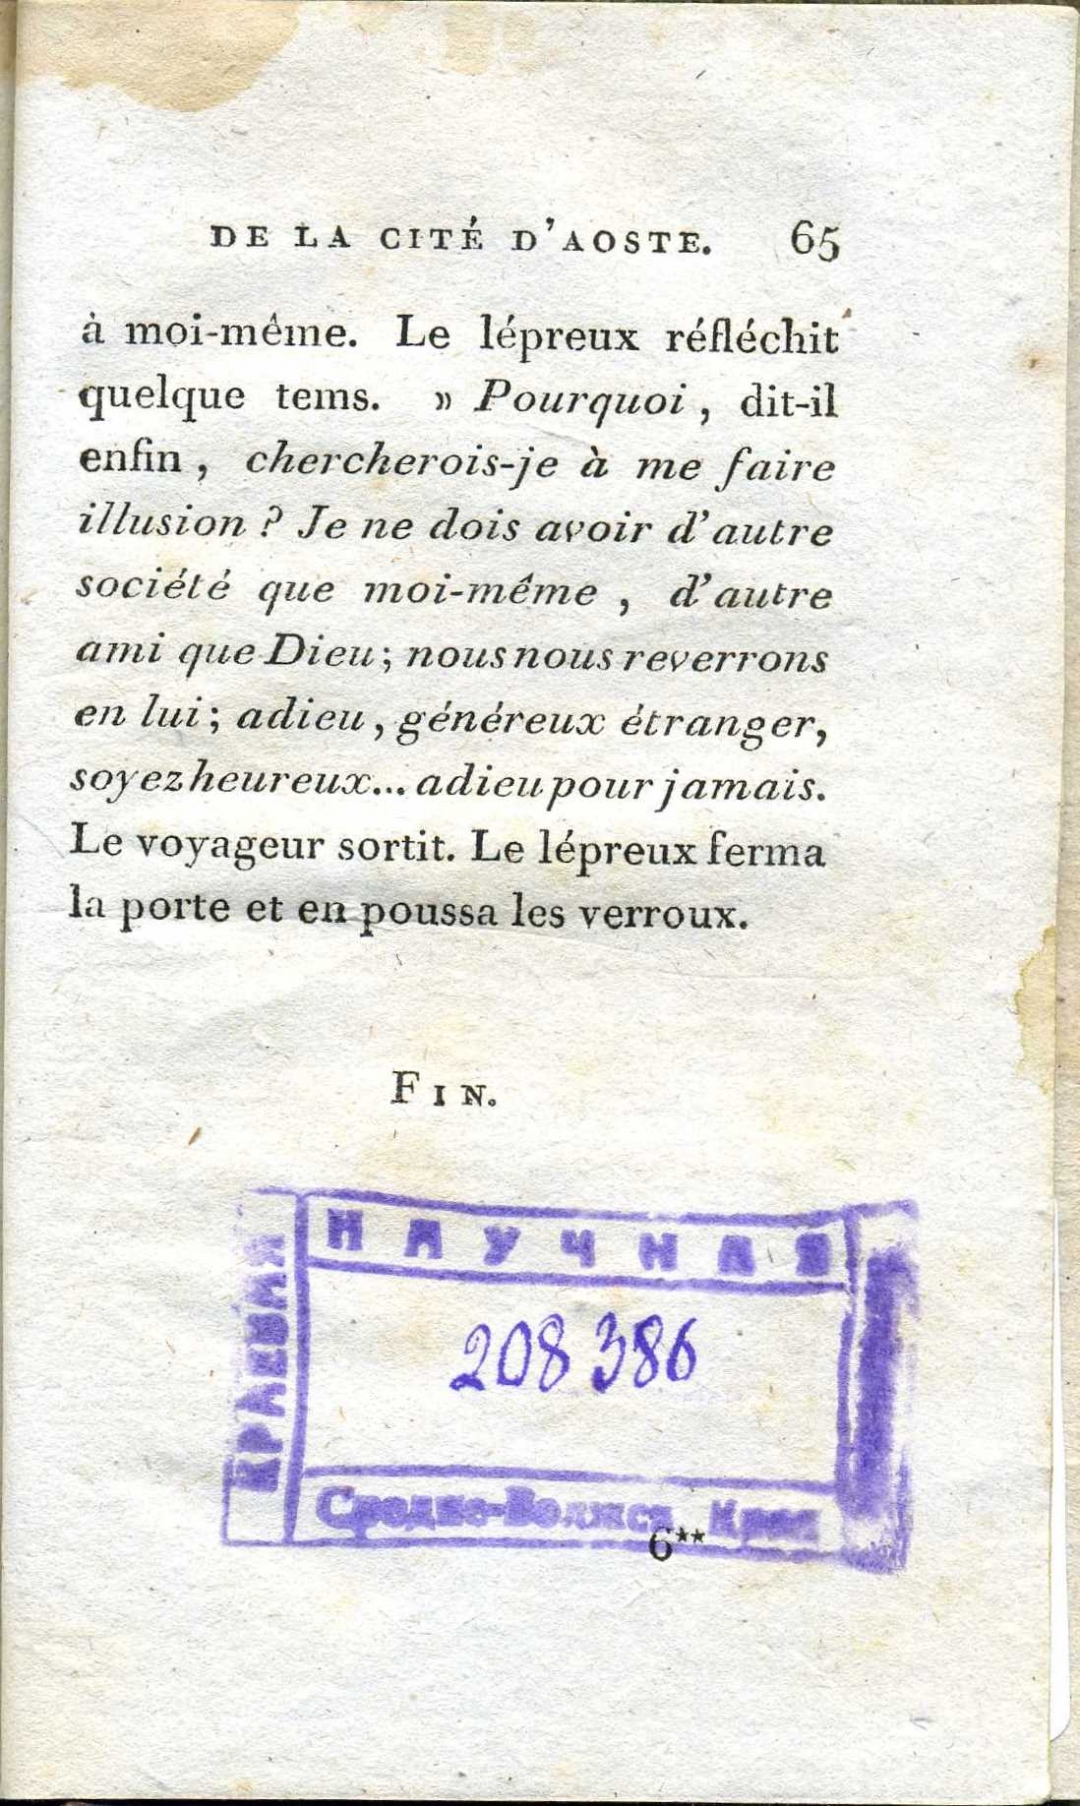 DE LA CITÉ D'AOSTE. 65
à moi-même. Le lépreux réfléchit
quelque tems. » Pourquoi, dit-il
enfin, chercherois-je à me faire
illusion ? Je ne dois avoir d'autre
société que moi-même, d'autre
ami que Dieu; nous nous reverrons
en lui; adieu, généreux étranger,
soyez heureux... adieu pour jamais.
Le voyageur sortit. Le lépreux ferma
la porte et en poussa les verroux.
FIN.
НАУЧНАЯ
КРАЕВАЯ
208386
Средне-Волжск. Края
6**